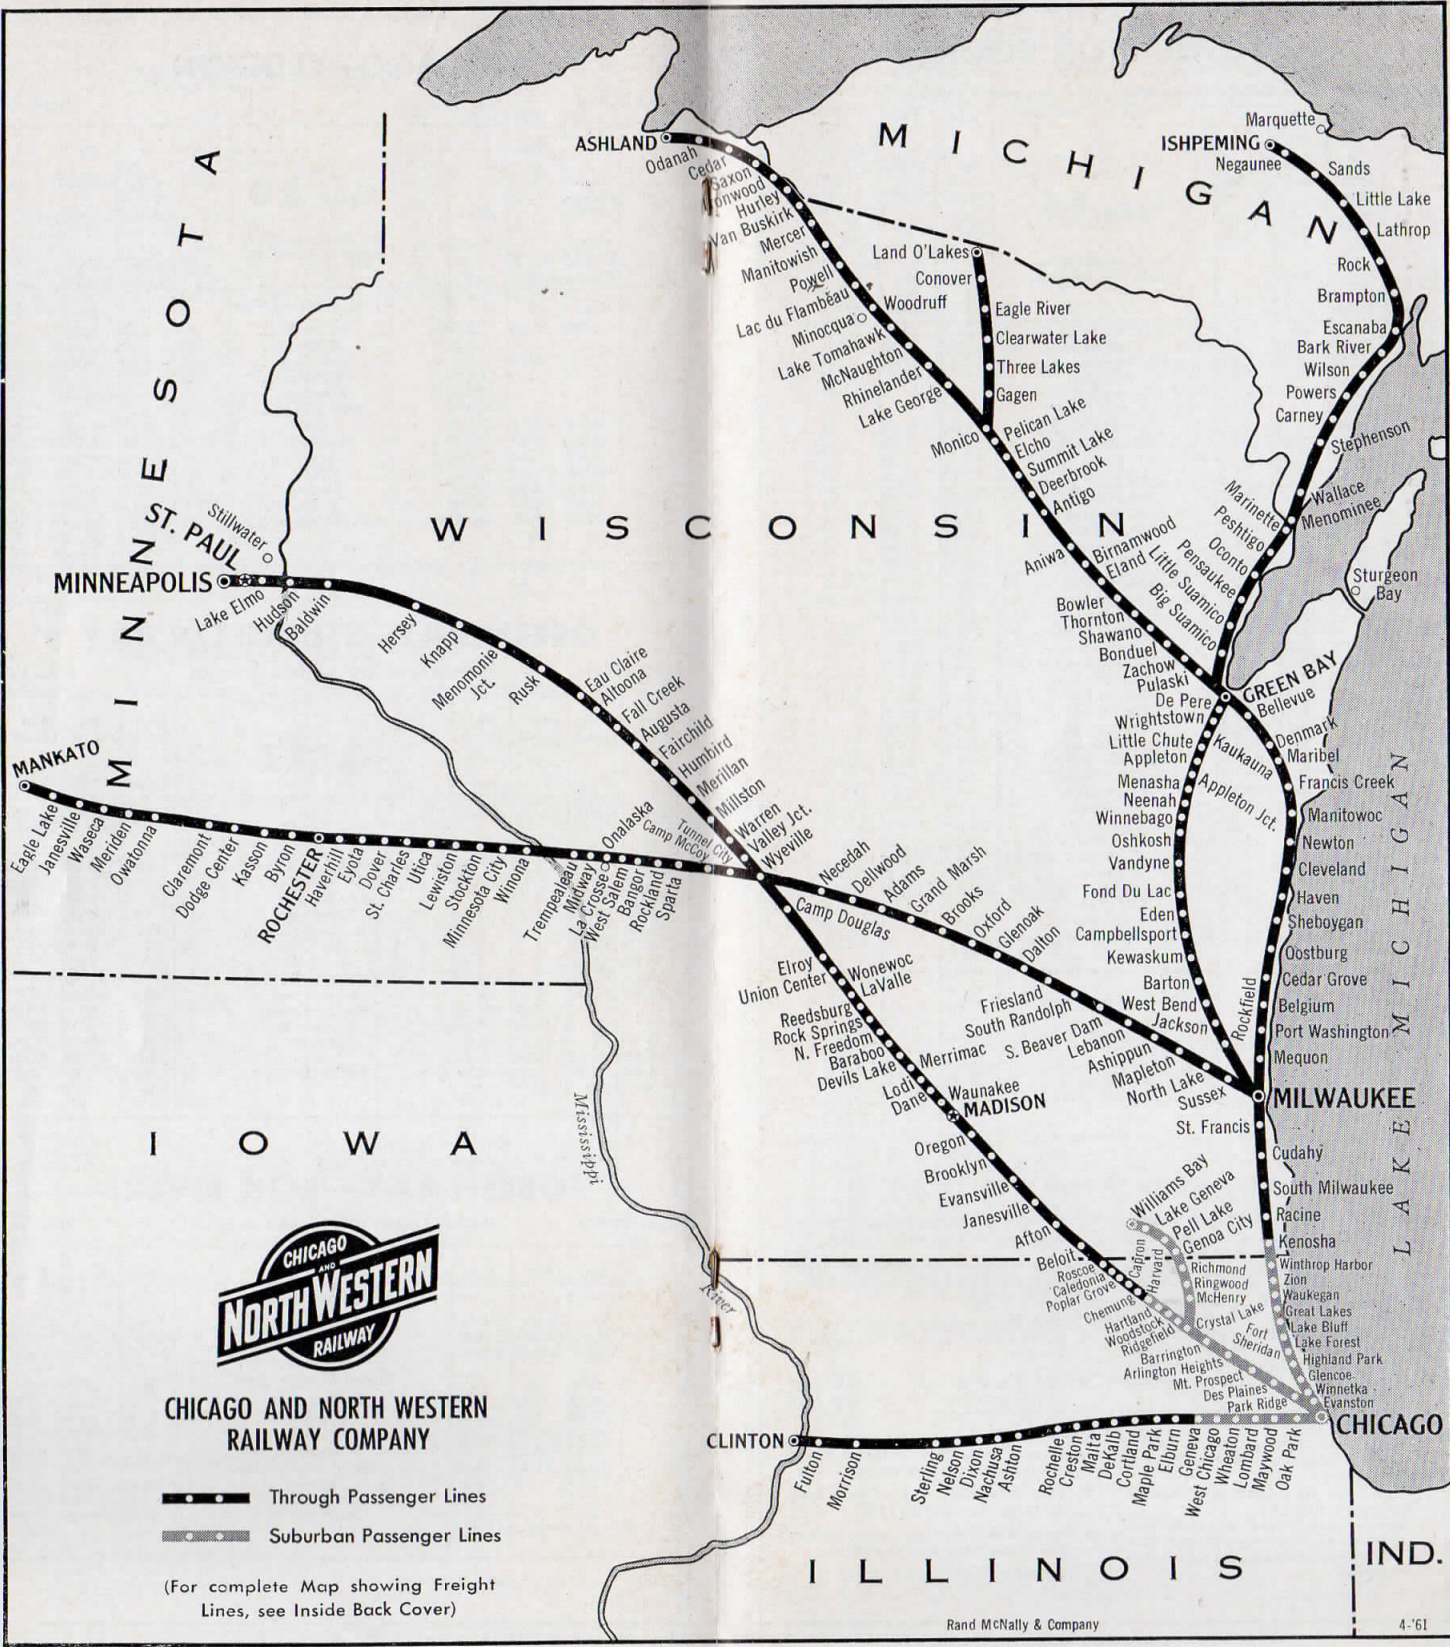 MINNESOTA
MICHIGAN
WISCONSIN
IOWA
ILLINOIS
IND.
LAKE MICHIGAN
Mississippi
River
ASHLAND
Odanah
Cedar
Saxon
ronwood
Hurley
Van Buskirk
Mercer
Manitowish
Powell
Lac du Flambeau
Woodruff
Minocqua
Lake Tomahawk
McNaughton
Rhinelander
Lake George
Monico
Land O'Lakes
Conover
Eagle River
Clearwater Lake
Three Lakes
Gagen
Pelican Lake
Elcho
Summit Lake
Deerbrook
Antigo
Aniwa
Birnamwood
Eland
Bowler
Thornton
Shawano
Bonduel
Zachow
Pulaski
Marquette
ISHPEMING
Negaunee
Sands
Little Lake
Lathrop
Rock
Brampton
Escanaba
Bark River
Wilson
Powers
Carney
Stephenson
Wallace
Menominee
Marinette
Peshtigo
Oconto
Pensaukee
Little Suamico
Big Suamico
Sturgeon
Bay
GREEN BAY
Bellevue
Denmark
Maribel
Francis Creek
Manitowoc
Newton
Cleveland
Haven
Sheboygan
Oostburg
Cedar Grove
Belgium
Port Washington
Mequon
De Pere
Wrightstown
Little Chute
Kaukauna
Appleton
Appleton Jct.
Menasha
Neenah
Winnebago
Oshkosh
Vandyne
Fond Du Lac
Eden
Campbellsport
Kewaskum
Barton
West Bend
Jackson
Rockfield
MILWAUKEE
Stillwater
ST. PAUL
MINNEAPOLIS
Lake Elmo
Hudson
Baldwin
Hersey
Knapp
Menomonie
Jct.
Rusk
Eau Claire
Altoona
Fall Creek
Augusta
Fairchild
Humbird
Merrillan
Millston
Warren
Valley Jct.
Wyeville
MANKATO
Eagle Lake
Janesville
Waseca
Meriden
Owatonna
Claremont
Dodge Center
Kasson
Byron
ROCHESTER
Haverhill
Eyota
Dover
St. Charles
Utica
Lewiston
Stockton
Minnesota City
Winona
Trempealeau
Midway
Onalaska
La Crosse
West Salem
Bangor
Rockland
Sparta
Camp McCoy
Tunnel City
Necedah
Dellwood
Adams
Grand Marsh
Brooks
Oxford
Glenoak
Dalton
Friesland
South Randolph
S. Beaver Dam
Lebanon
Ashippun
Mapleton
North Lake
Sussex
Camp Douglas
Elroy
Union Center
Wonewoc
LaValle
Reedsburg
Rock Springs
N. Freedom
Baraboo
Devils Lake
Merrimac
Lodi
Dane
Waunakee
MADISON
Oregon
Brooklyn
Evansville
Janesville
Afton
Beloit
Roscoe
Caledonia
Poplar Grove
Capron
Chemung
Harvard
Hartland
Woodstock
Ridgefield
Crystal Lake
Barrington
Arlington Heights
Mt. Prospect
Des Plaines
Park Ridge
Williams Bay
Lake Geneva
Pell Lake
Genoa City
Richmond
Ringwood
McHenry
St. Francis
Cudahy
South Milwaukee
Racine
Kenosha
Winthrop Harbor
Zion
Waukegan
Great Lakes
Lake Bluff
Lake Forest
Fort
Sheridan
Highland Park
Glencoe
Winnetka
Evanston
CHICAGO
CLINTON
Fulton
Morrison
Sterling
Nelson
Dixon
Nachusa
Ashton
Rochelle
Creston
Malta
DeKalb
Cortland
Maple Park
Elburn
Geneva
West Chicago
Wheaton
Lombard
Maywood
Oak Park
CHICAGO
AND
NORTH WESTERN
RAILWAY
CHICAGO AND NORTH WESTERN
RAILWAY COMPANY
Through Passenger Lines
Suburban Passenger Lines
(For complete Map showing Freight
Lines, see Inside Back Cover)
Rand McNally & Company
4-'61